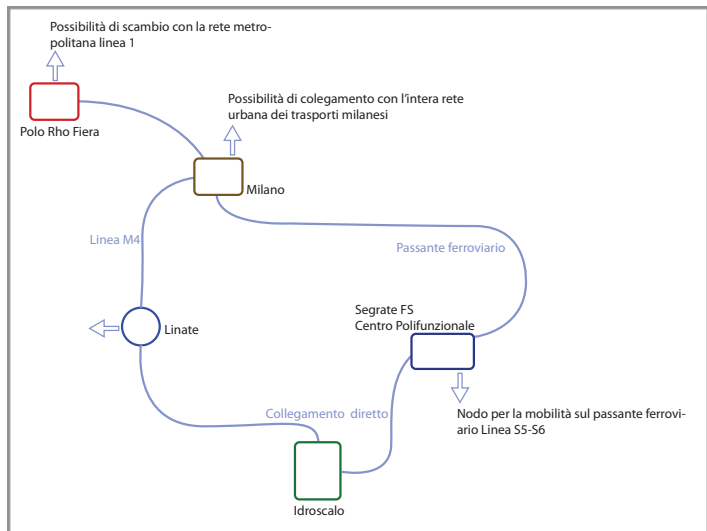 Possibilità di scambio con la rete metro-
politana linea 1
Polo Rho Fiera
Possibilità di colegamento con l'intera rete
urbana dei trasporti milanesi
Milano
Linea M4
Passante ferroviario
Linate
Segrate FS
Centro Polifunzionale
Collegamento diretto
Nodo per la mobilità sul passante ferrovi-
ario Linea S5-S6
Idroscalo